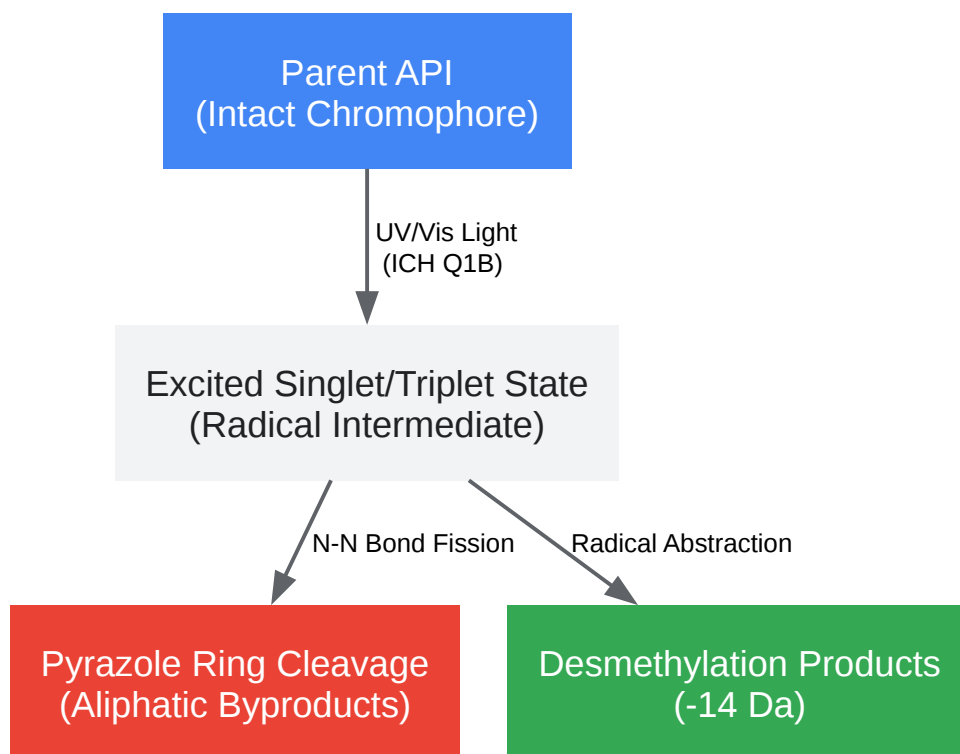 Parent API
(Intact Chromophore)
UV/Vis Light
(ICH Q1B)
Excited Singlet/Triplet State
(Radical Intermediate)
N-N Bond Fission
Radical Abstraction
Pyrazole Ring Cleavage
(Aliphatic Byproducts)
Desmethylation Products
(-14 Da)